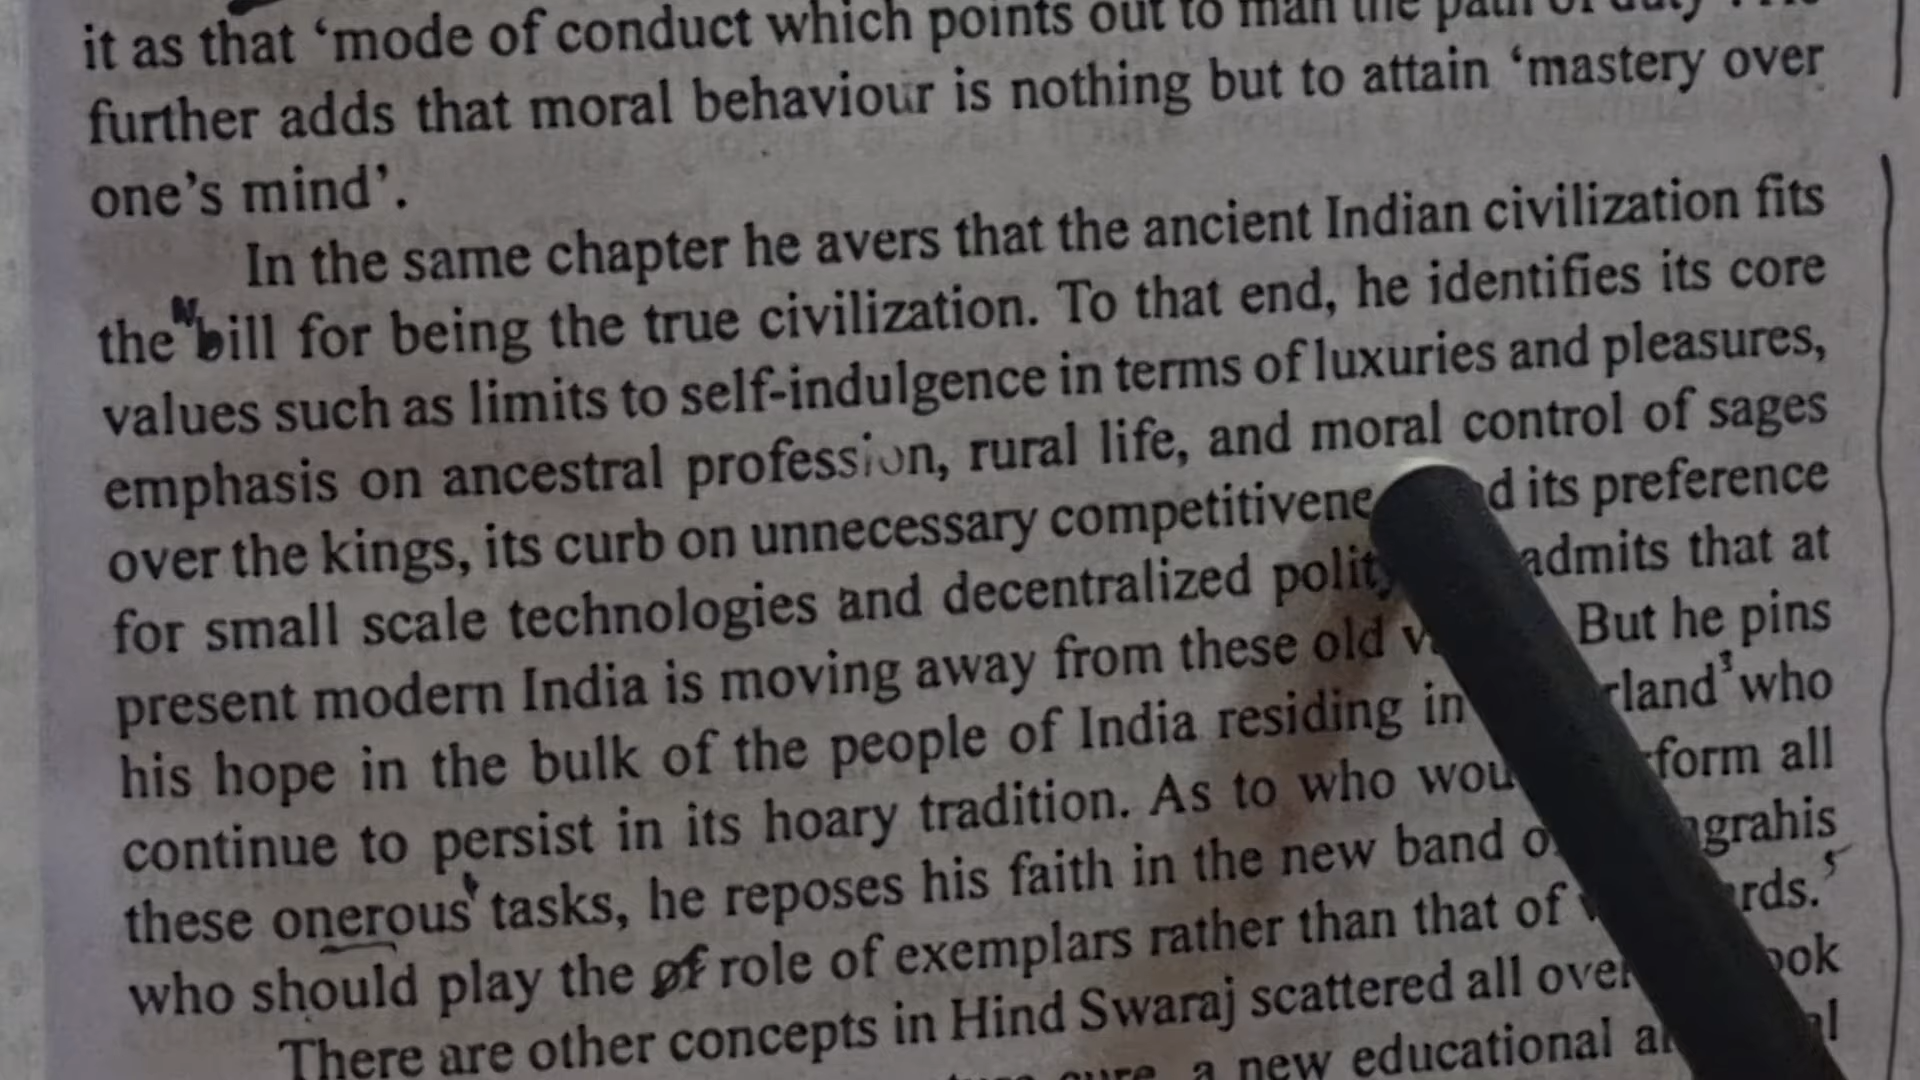 it as that ‘mode of conduct which points out to man the path of duty’. He
further adds that moral behaviour is nothing but to attain ‘mastery over
one’s mind’.
In the same chapter he avers that the ancient Indian civilization fits
the bill for being the true civilization. To that end, he identifies its core
values such as limits to self-indulgence in terms of luxuries and pleasures,
emphasis on ancestral profession, rural life, and moral control of sages
over the kings, its curb on unnecessary competitivene d its preference
for small scale technologies and decentralized polity admits that at
present modern India is moving away from these old But he pins
his hope in the bulk of the people of India residing in rland who
continue to persist in its hoary tradition. As to who wou form all
these onerous tasks, he reposes his faith in the new band o grahis
who should play the of role of exemplars rather than that of rds.
There are other concepts in Hind Swaraj scattered all over ook
cure, a new educational